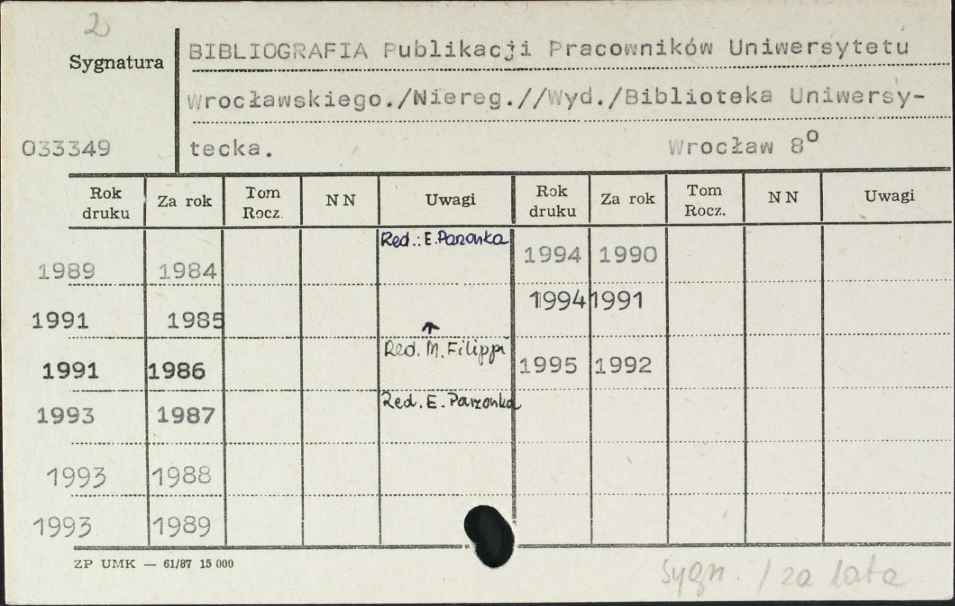 2
Sygnatura
BIBLIOGRAFIA Publikacji Pracowników Uniwersytetu
Wrocławskiego./Niereg.//Wyd./Biblioteka Uniwersy-
033349 tecka. Wrocław 8°
Rok druku Za rok Tom Rocz. NN Uwagi Rok druku Za rok Tom Rocz. NN Uwagi
1989 1984 Red.: E. Parzonka 1994 1990
1991 1985 ↑ 1994 1991
1991 1986 Red. M. Filippi 1995 1992
1993 1987 Red. E. Parzonka
1993 1988
1993 1989
ZP UMK — 61/87 15 000
Sygn. / za lata